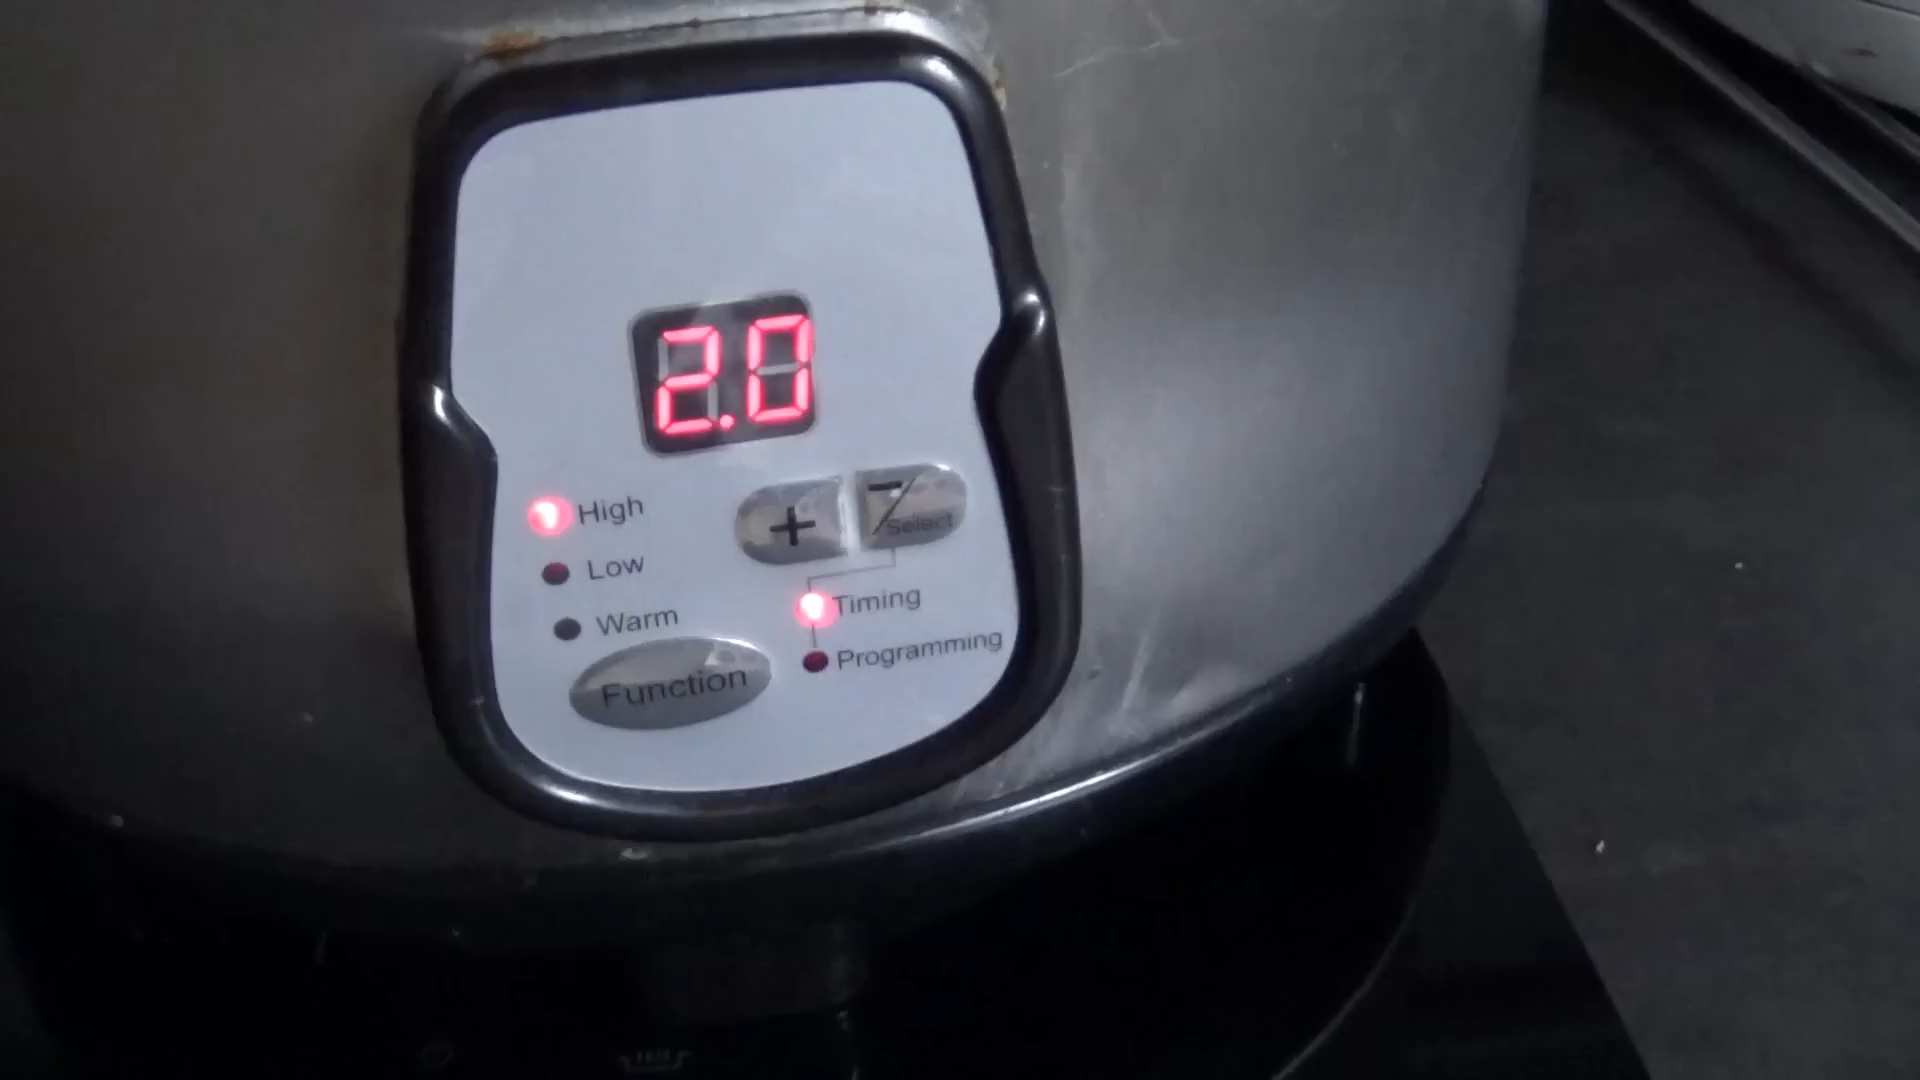 2.0
High
+
- Select
Low
Timing
Warm
Programming
Function